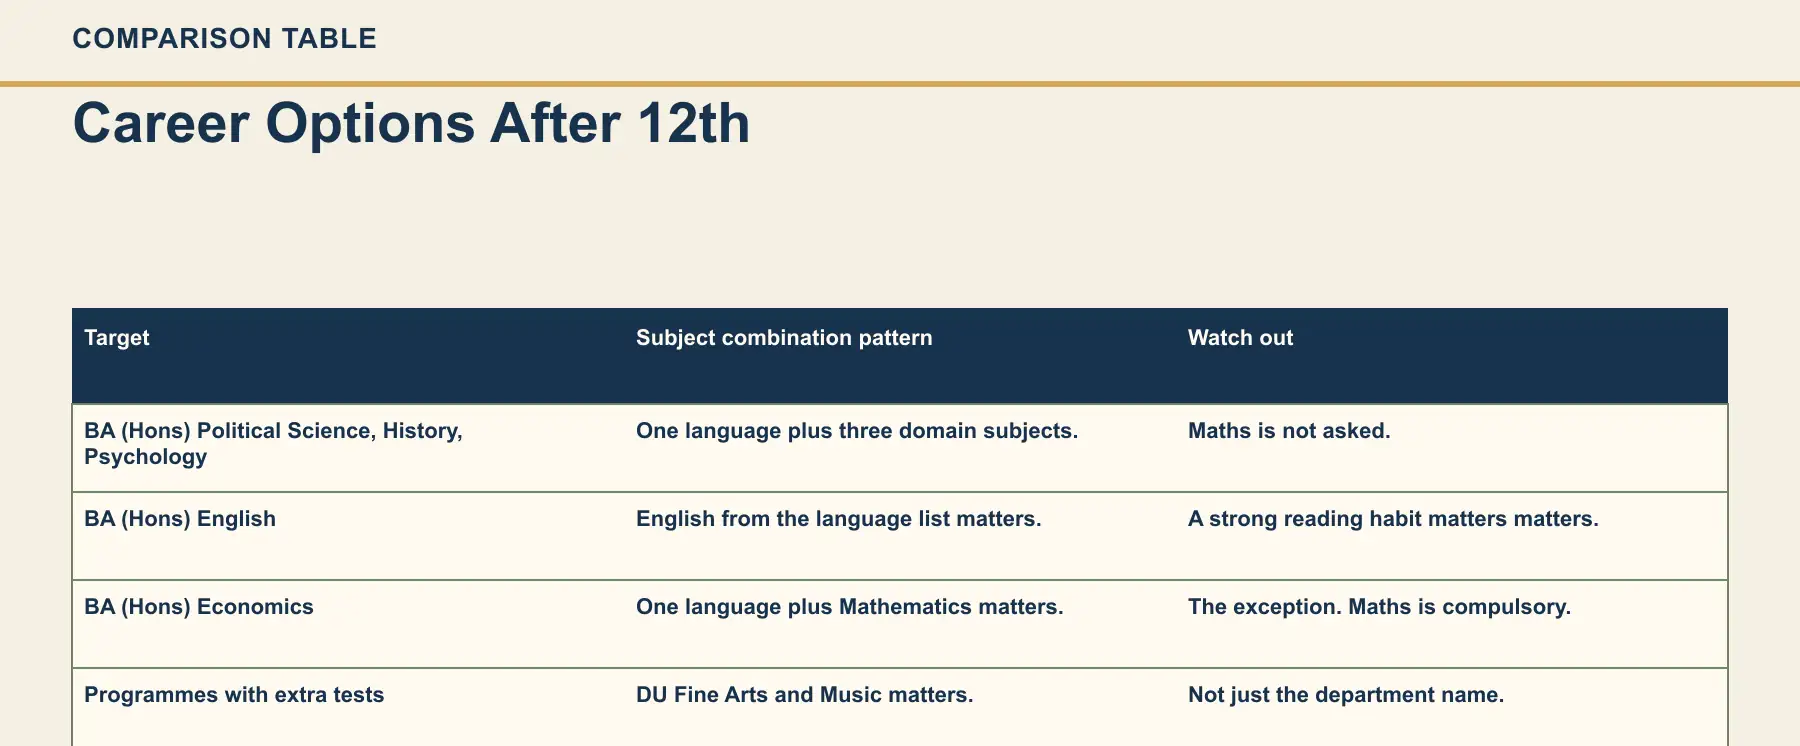 COMPARISON TABLE
Career Options After 12th
Target
Subject combination pattern
Watch out
BA (Hons) Political Science, History,
Psychology
One language plus three domain subjects.
Maths is not asked.
BA (Hons) English
English from the language list matters.
A strong reading habit matters matters.
BA (Hons) Economics
One language plus Mathematics matters.
The exception. Maths is compulsory.
Programmes with extra tests
DU Fine Arts and Music matters.
Not just the department name.